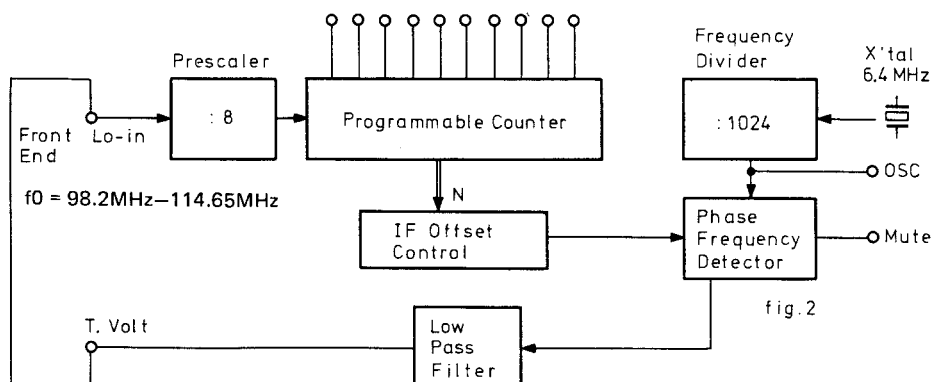 Prescaler
: 8
Programmable Counter
Frequency
Divider
: 1024
X'tal
6,4 MHz
Front
End
Lo-in
f0 = 98.2MHz–114.65MHz
N
OSC
IF Offset
Control
Phase
Frequency
Detector
Mute
fig.2
T. Volt
Low
Pass
Filter